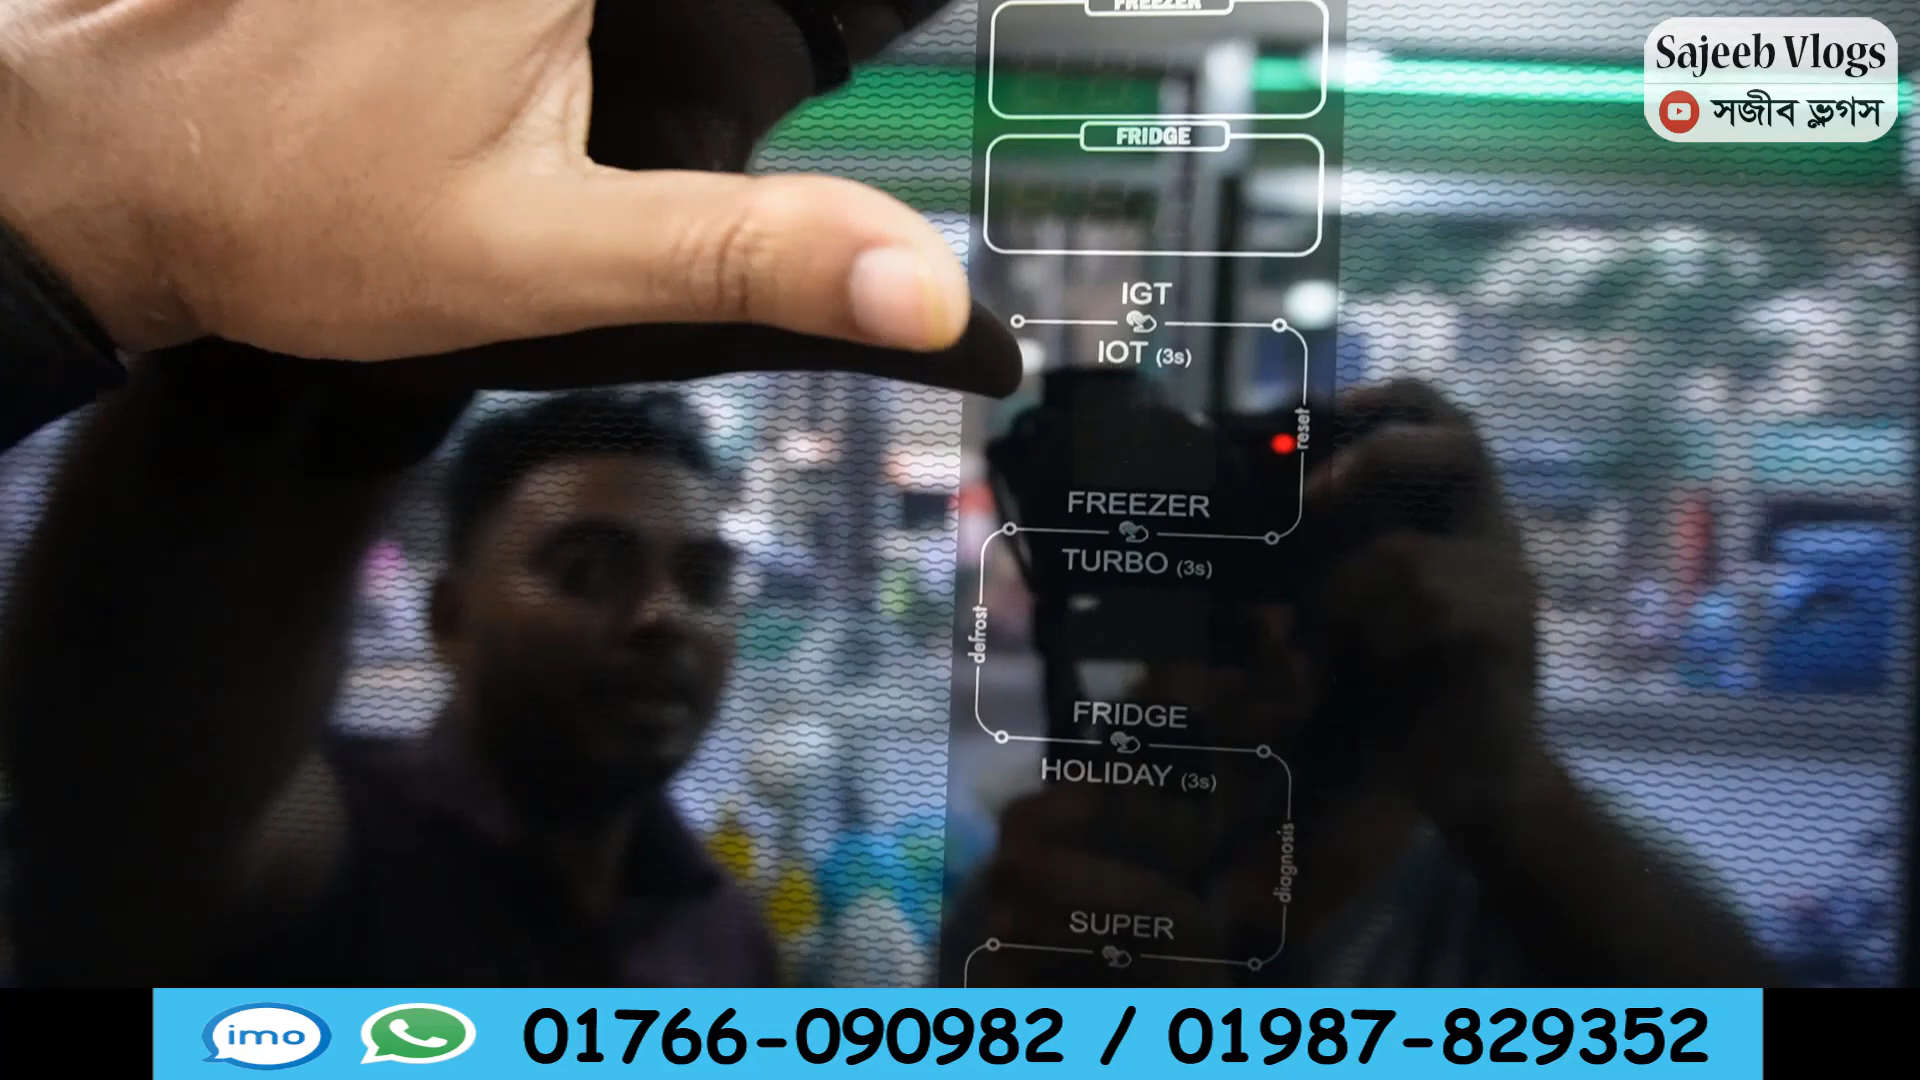 FREEZER
Sajeeb Vlogs
সজীব ভ্লগস
FRIDGE
IGT
IOT (3s)
reset
FREEZER
TURBO (3s)
defrost
FRIDGE
HOLIDAY (3s)
diagnosis
SUPER
imo 01766-090982 / 01987-829352